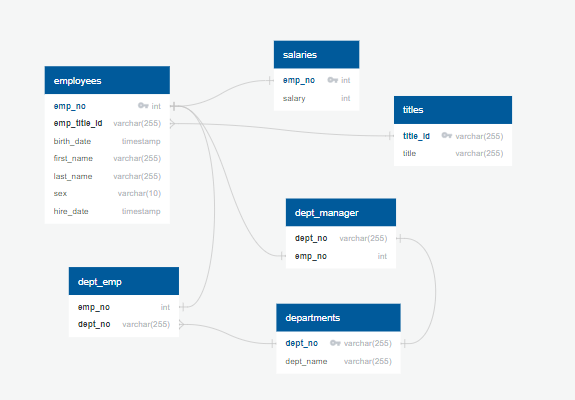 employees
emp_no int
emp_title_id varchar(255)
birth_date timestamp
first_name varchar(255)
last_name varchar(255)
sex varchar(10)
hire_date timestamp
salaries
emp_no int
salary int
titles
title_id varchar(255)
title varchar(255)
dept_manager
dept_no varchar(255)
emp_no int
dept_emp
emp_no int
dept_no varchar(255)
departments
dept_no varchar(255)
dept_name varchar(255)